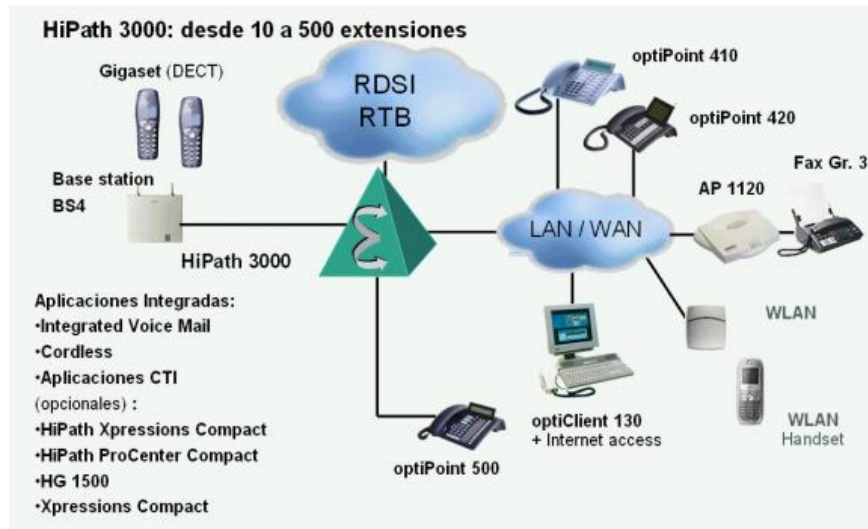 HiPath 3000: desde 10 a 500 extensiones
Gigaset (DECT)
RDSI
RTB
optiPoint 410
optiPoint 420
Fax Gr. 3
AP 1120
Base station
BS4
LAN / WAN
HiPath 3000
Aplicaciones Integradas:
•Integrated Voice Mail
•Cordless
•Aplicaciones CTI
(opcionales) :
•HiPath Xpressions Compact
•HiPath ProCenter Compact
•HG 1500
•Xpressions Compact
optiPoint 500
optiClient 130
+ Internet access
WLAN
WLAN
Handset